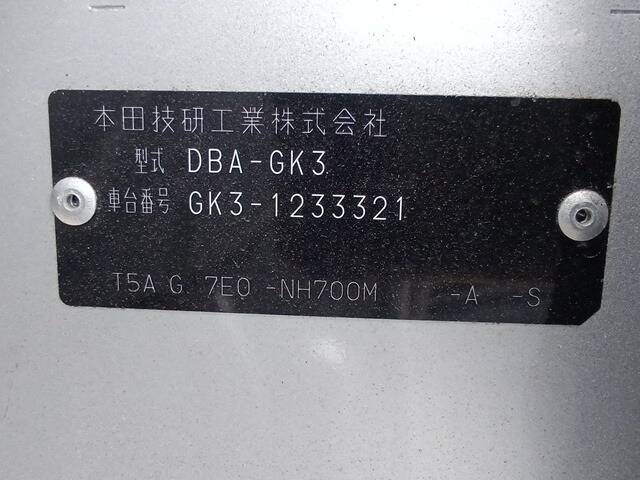 本田技研工業株式会社
型式 DBA-GK3
車台番号 GK3-1233321
T5A G 7E0 -NH700M -A -S